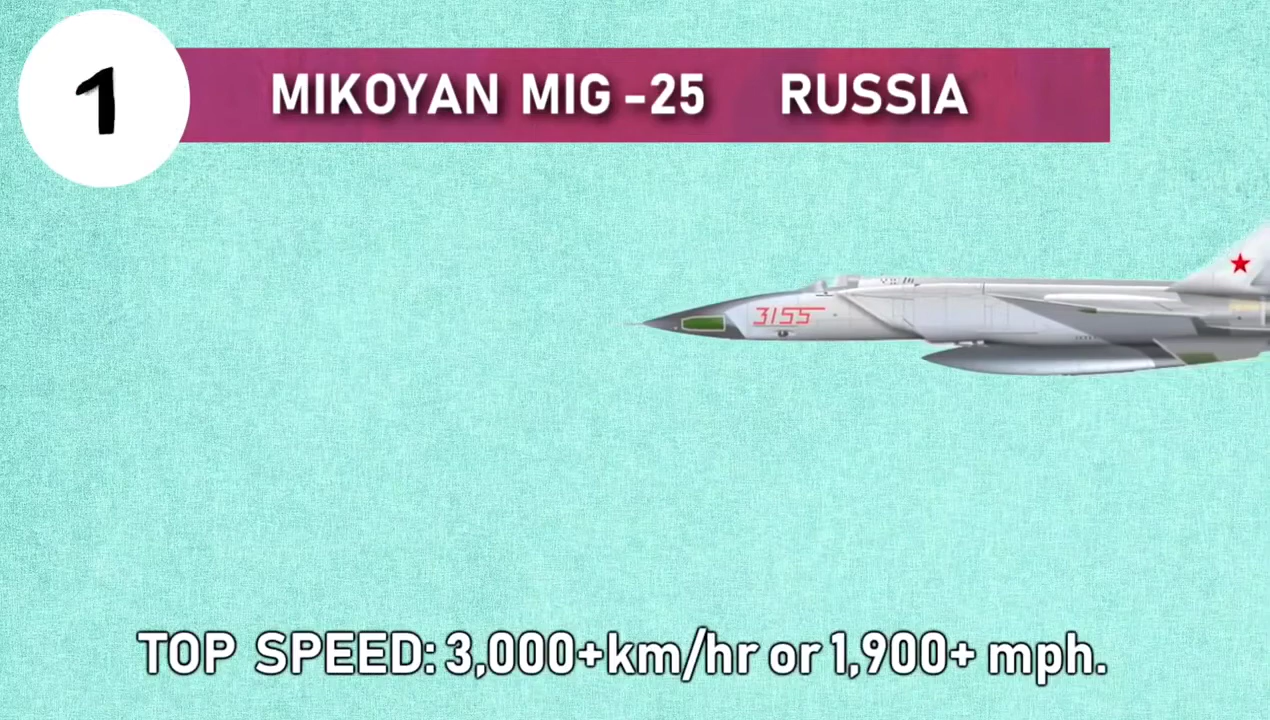 1
MIKOYAN MIG -25 RUSSIA
3155
TOP SPEED: 3,000+km/hr or 1,900+ mph.